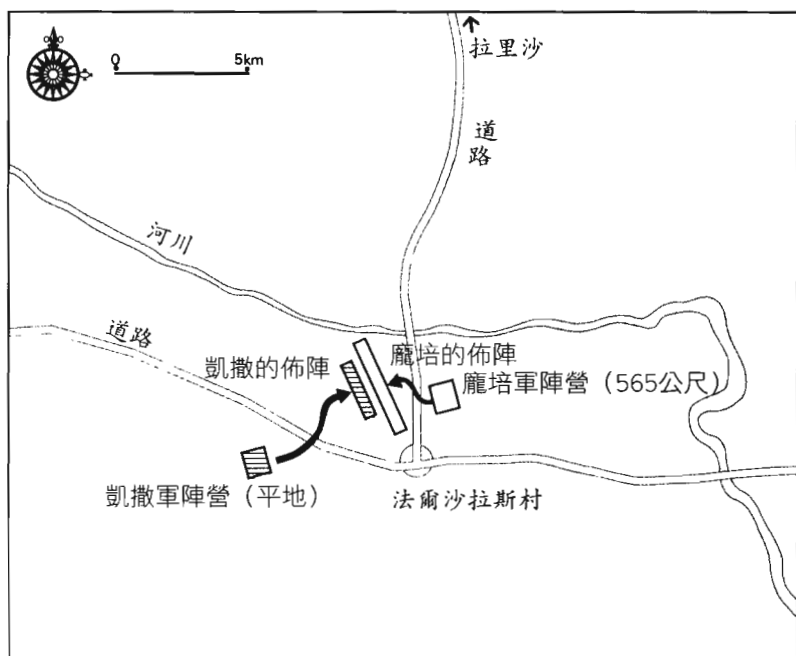 拉里沙
0 5km
道路
河川
道路
凱撒的佈陣
龐培的佈陣
龐培軍陣營（565公尺）
凱撒軍陣營（平地）
法爾沙拉斯村